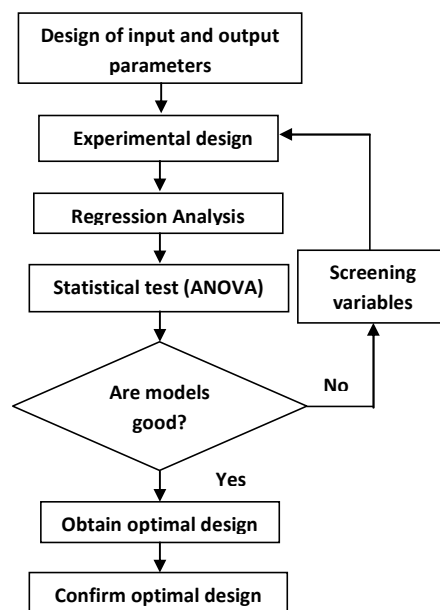 Design of input and output
parameters
Experimental design
Regression Analysis
Statistical test (ANOVA)
Screening
variables
Are models
good?
No
Yes
Obtain optimal design
Confirm optimal design